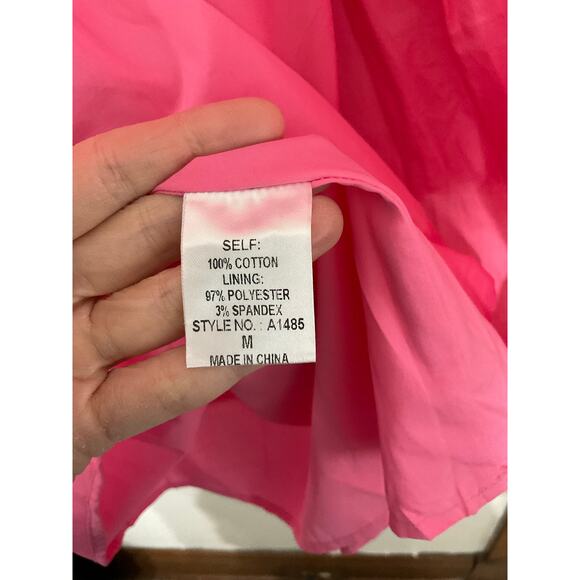 SELF:
100% COTTON
LINING:
97% POLYESTER
3% SPANDEX
STYLE NO. : A1485
M
MADE IN CHINA